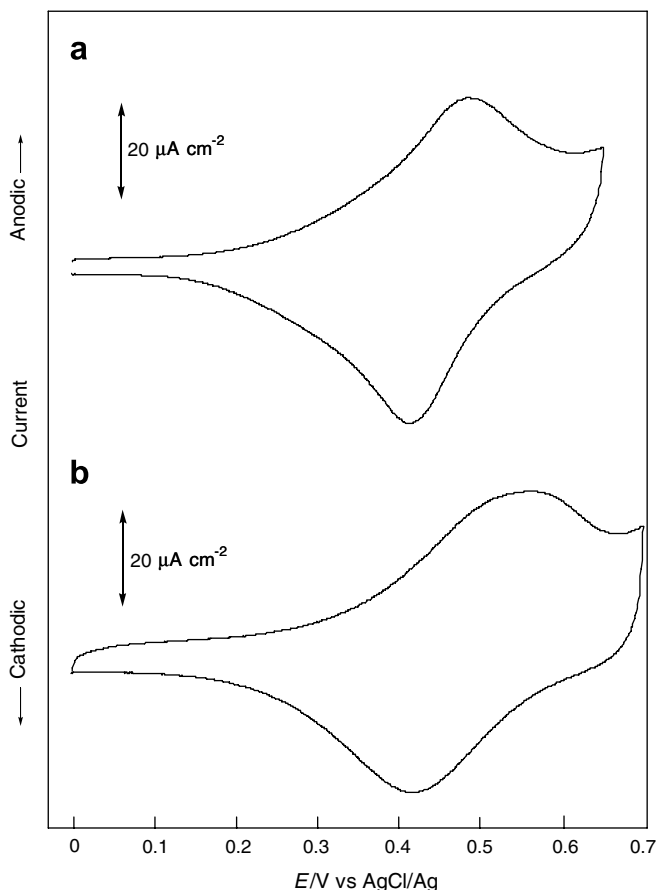 a
20 μA cm⁻²
Anodic →
Current
b
20 μA cm⁻²
← Cathodic
0 0.1 0.2 0.3 0.4 0.5 0.6 0.7
E/V vs AgCl/Ag